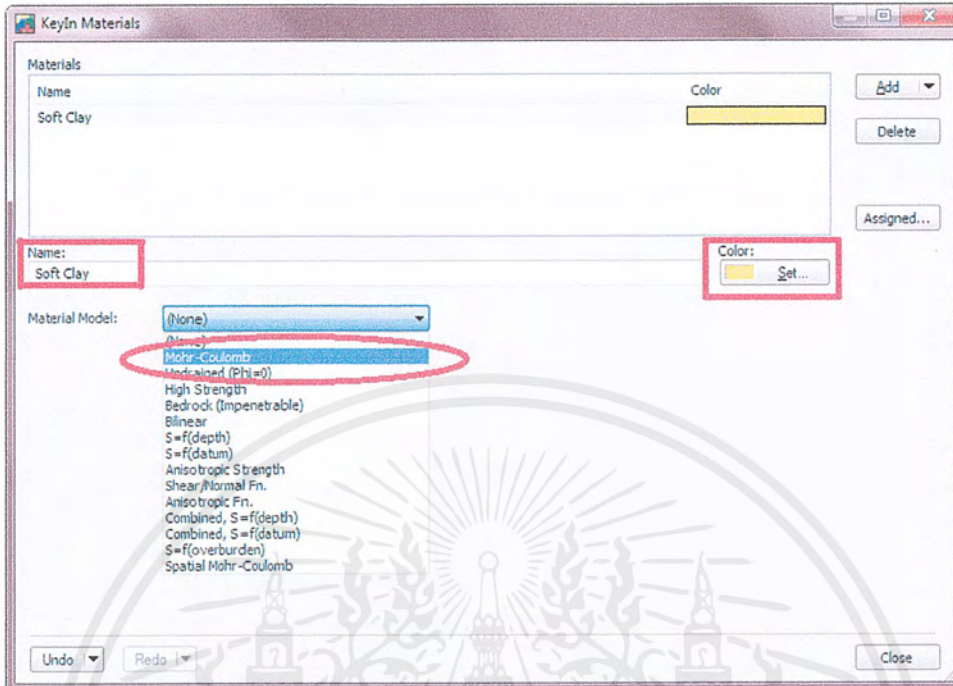 KeyIn Materials
Materials
Name Color
Soft Clay
Add
Delete
Assigned...
Name:
Soft Clay
Color:
Set...
Material Model: (None)
(None)
Mohr-Coulomb
Undrained (Phi=0)
High Strength
Bedrock (Impenetrable)
Bilinear
S=f(depth)
S=f(datum)
Anisotropic Strength
Shear/Normal Fn.
Anisotropic Fn.
Combined, S=f(depth)
Combined, S=f(datum)
S=f(overburden)
Spatial Mohr-Coulomb
Undo Redo Close